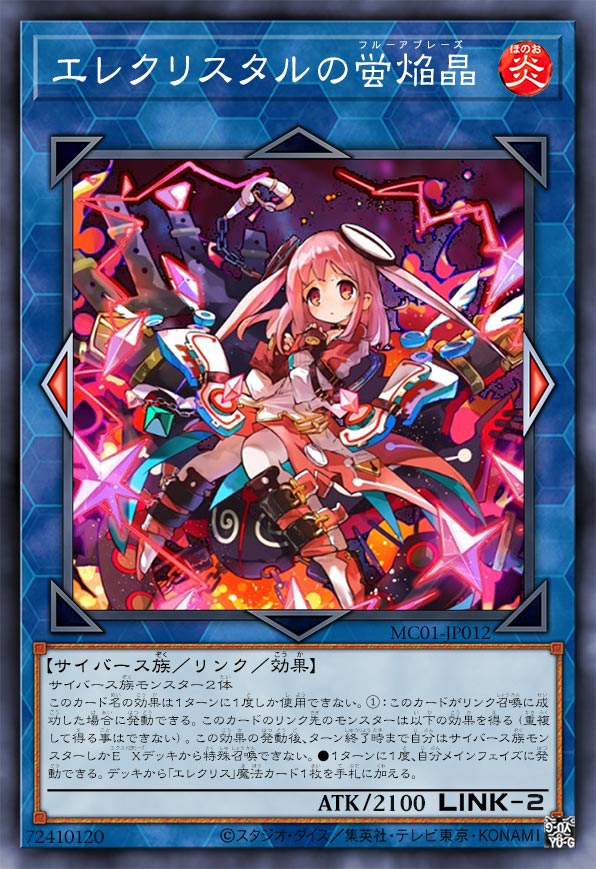 フルーアブレーズ
エレクリスタルの蛍焔晶
ほのお
炎
MC01-JP012
ぞく こうか
【サイバース族／リンク／効果】
サイバース族モンスター２体
このカード名の効果は１ターンに１度しか使用できない。①：このカードがリンク召喚に成
功した場合に発動できる。このカードのリンク先のモンスターは以下の効果を得る（重複
して得る事はできない）。この効果の発動後、ターン終了時まで自分はサイバース族モン
スターしかＥＸデッキから特殊召喚できない。●１ターンに１度、自分メインフェイズに発
動できる。デッキから「エレクリス」魔法カード１枚を手札に加える。
ATK/2100 LINK-2
72410120 ©スタジオ・ダイス／集英社・テレビ東京・KONAMI